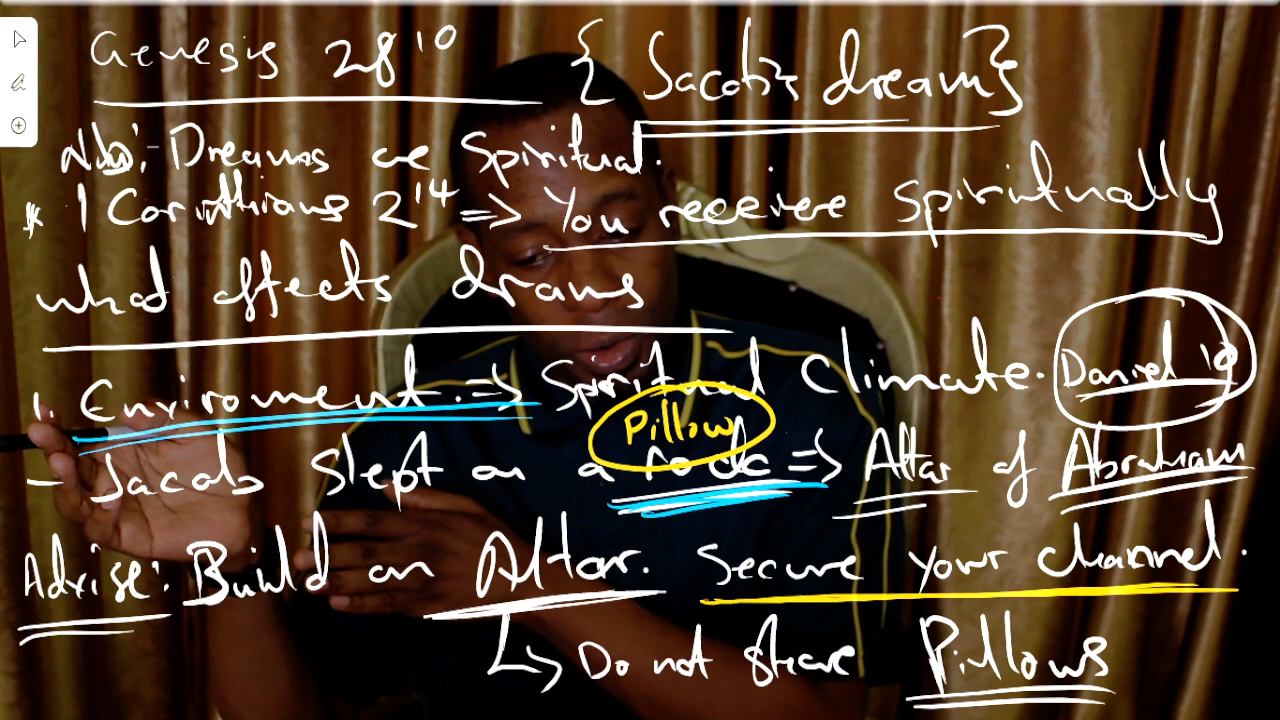 Genesis 28¹⁰ { Jacob's dream}
Nb: Dreams are Spiritual.
* 1 Corinthians 2¹⁴ => You receive spiritually
what affects drams
1. Enviroment. => Spiritual Climate. Daniel 10
Pillow
- Jacob slept on a rock => Altar of Abraham
Advise: Build an Altar. Secure your channel.
↳ Do not share Pillows